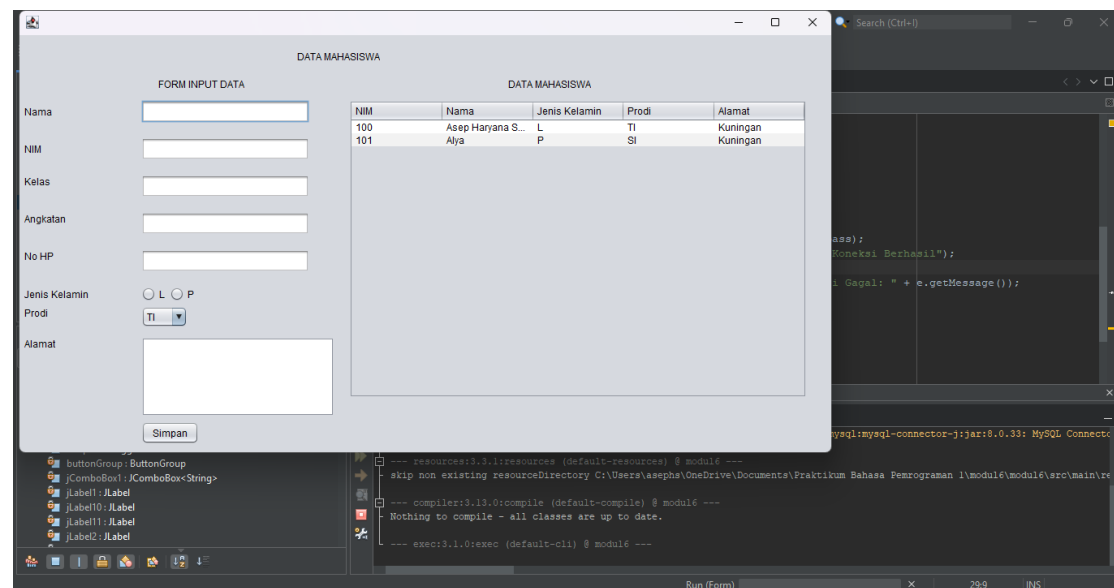 Search (Ctrl+I)
DATA MAHASISWA
FORM INPUT DATA
DATA MAHASISWA
Nama
NIM
Kelas
Angkatan
No HP
Jenis Kelamin
L
P
Prodi
TI
Alamat
Simpan
NIM Nama Jenis Kelamin Prodi Alamat
100 Asep Haryana S... L TI Kuningan
101 Alya P SI Kuningan
ass);
Koneksi Berhasil");
i Gagal: " + e.getMessage());
mysql:mysql-connector-j:jar:8.0.33: MySQL Connecto
buttonGroup : ButtonGroup
jComboBox1 : JComboBox<String>
jLabel1 : JLabel
jLabel10 : JLabel
jLabel11 : JLabel
jLabel2 : JLabel
--- resources:3.3.1:resources (default-resources) @ modul6 ---
skip non existing resourceDirectory C:\Users\asephs\OneDrive\Documents\Praktikum Bahasa Pemrograman 1\modul6\modul6\src\main\re
--- compiler:3.13.0:compile (default-compile) @ modul6 ---
Nothing to compile - all classes are up to date.
--- exec:3.1.0:exec (default-cli) @ modul6 ---
Run (Form)
29:9
INS